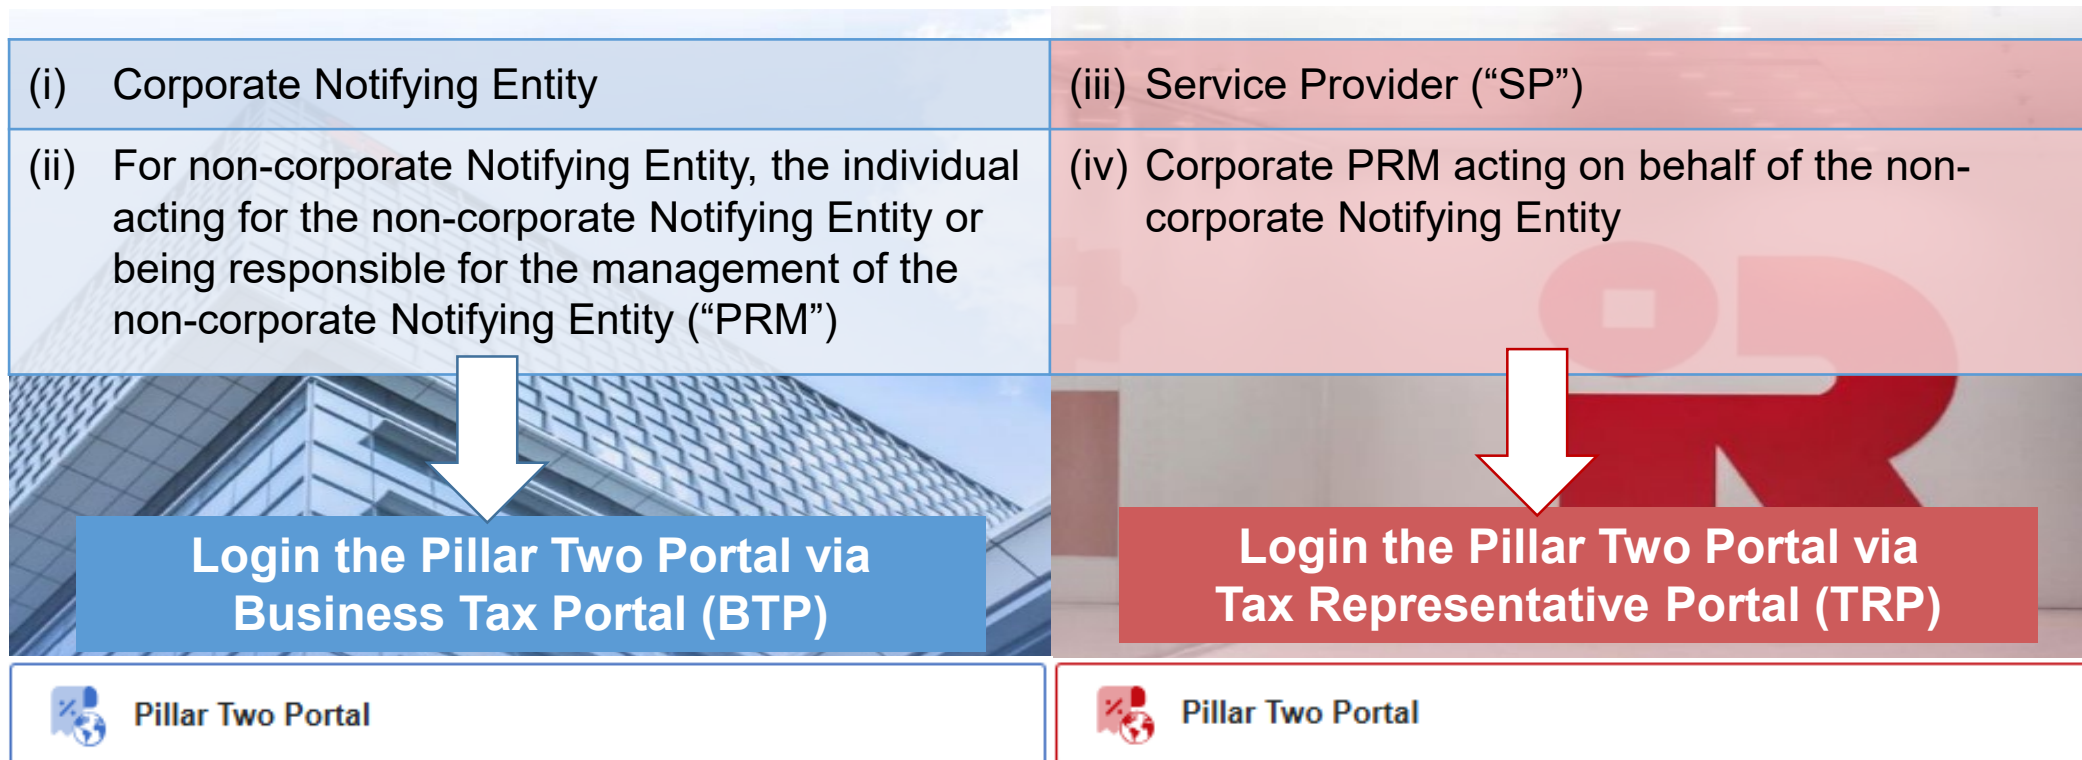 (i) Corporate Notifying Entity
(ii) For non-corporate Notifying Entity, the individual
acting for the non-corporate Notifying Entity or
being responsible for the management of the
non-corporate Notifying Entity (“PRM”)
Login the Pillar Two Portal via
Business Tax Portal (BTP)
Pillar Two Portal
(iii) Service Provider (“SP”)
(iv) Corporate PRM acting on behalf of the non-
corporate Notifying Entity
Login the Pillar Two Portal via
Tax Representative Portal (TRP)
Pillar Two Portal